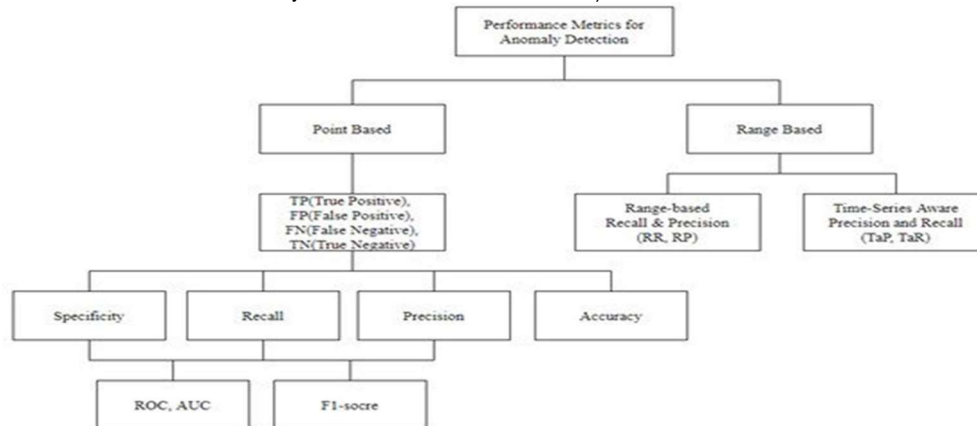 Performance Metrics for
Anomaly Detection
Point Based
Range Based
TP(True Positive),
FP(False Positive),
FN(False Negative),
TN(True Negative)
Range-based
Recall & Precision
(RR, RP)
Time-Series Aware
Precision and Recall
(TaP, TaR)
Specificity
Recall
Precision
Accuracy
ROC, AUC
F1-socre